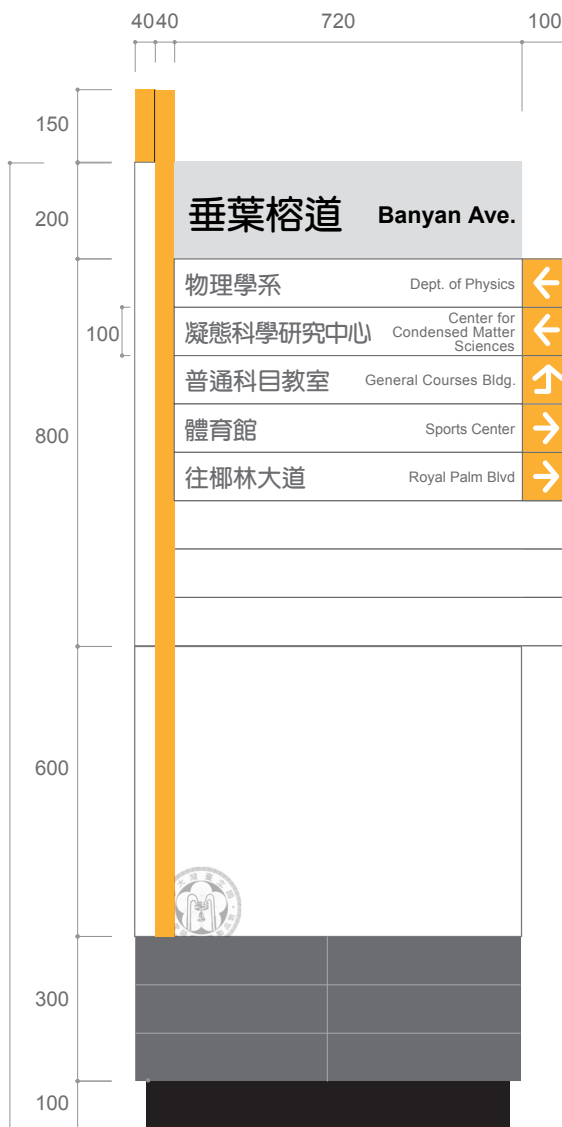 4040 720 100
150
200
垂葉榕道 Banyan Ave.
物理學系 Dept. of Physics
100
凝態科學研究中心 Center for
Condensed Matter
Sciences
普通科目教室 General Courses Bldg.
800
體育館 Sports Center
往椰林大道 Royal Palm Blvd
600
300
100